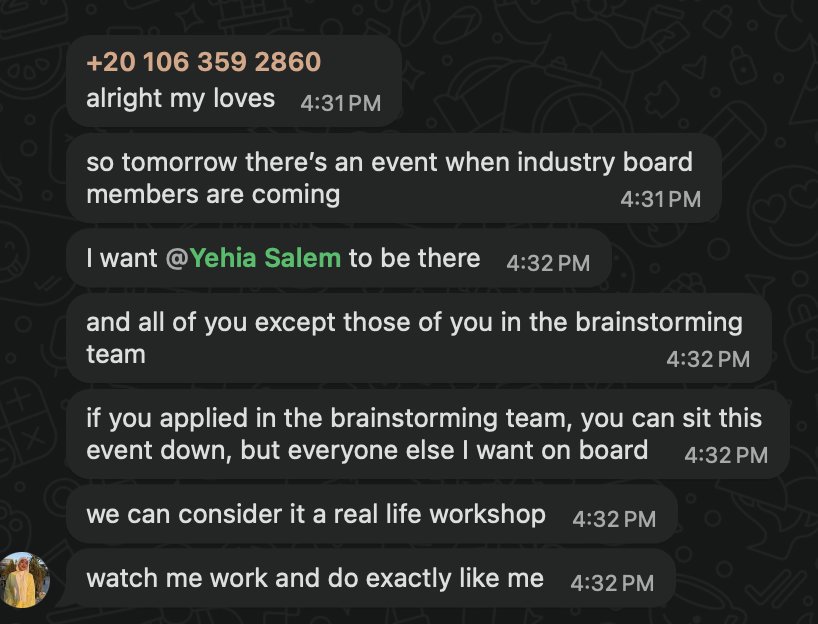 +20 106 359 2860
alright my loves 4:31 PM
so tomorrow there’s an event when industry board
members are coming 4:31 PM
I want @Yehia Salem to be there 4:32 PM
and all of you except those of you in the brainstorming
team 4:32 PM
if you applied in the brainstorming team, you can sit this
event down, but everyone else I want on board 4:32 PM
we can consider it a real life workshop 4:32 PM
watch me work and do exactly like me 4:32 PM